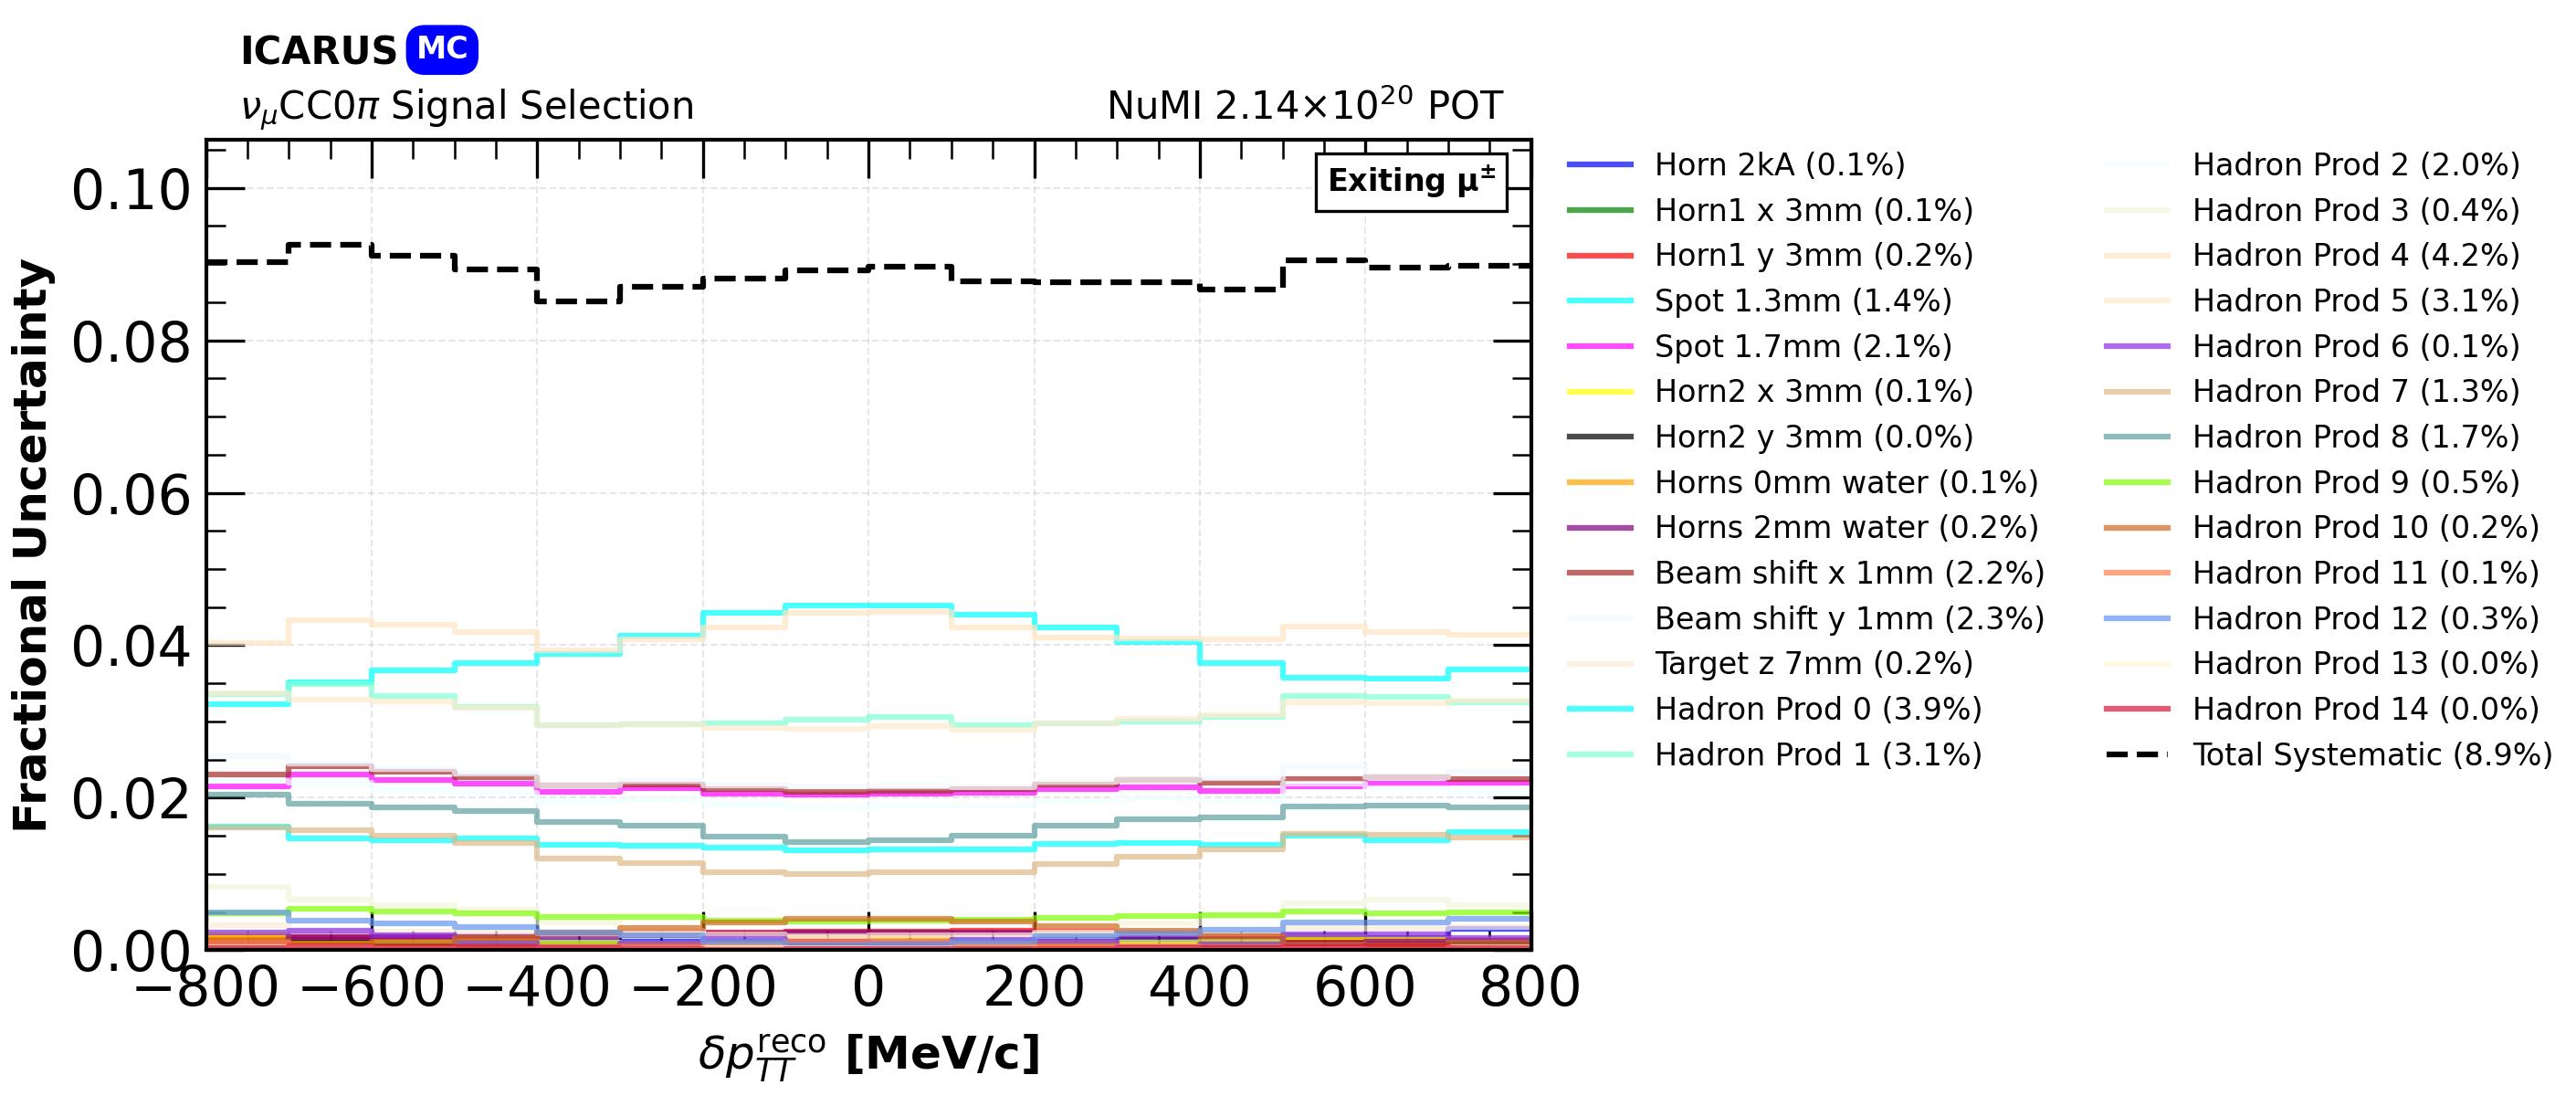 ICARUS MC
νμCC0π Signal Selection
NuMI 2.14×10²⁰ POT
Exiting μ±
Fractional Uncertainty
0.10
0.08
0.06
0.04
0.02
0.00
−800 −600 −400 −200 0 200 400 600 800
δp_TT^reco [MeV/c]
Horn 2kA (0.1%)
Horn1 x 3mm (0.1%)
Horn1 y 3mm (0.2%)
Spot 1.3mm (1.4%)
Spot 1.7mm (2.1%)
Horn2 x 3mm (0.1%)
Horn2 y 3mm (0.0%)
Horns 0mm water (0.1%)
Horns 2mm water (0.2%)
Beam shift x 1mm (2.2%)
Beam shift y 1mm (2.3%)
Target z 7mm (0.2%)
Hadron Prod 0 (3.9%)
Hadron Prod 1 (3.1%)
Hadron Prod 2 (2.0%)
Hadron Prod 3 (0.4%)
Hadron Prod 4 (4.2%)
Hadron Prod 5 (3.1%)
Hadron Prod 6 (0.1%)
Hadron Prod 7 (1.3%)
Hadron Prod 8 (1.7%)
Hadron Prod 9 (0.5%)
Hadron Prod 10 (0.2%)
Hadron Prod 11 (0.1%)
Hadron Prod 12 (0.3%)
Hadron Prod 13 (0.0%)
Hadron Prod 14 (0.0%)
Total Systematic (8.9%)